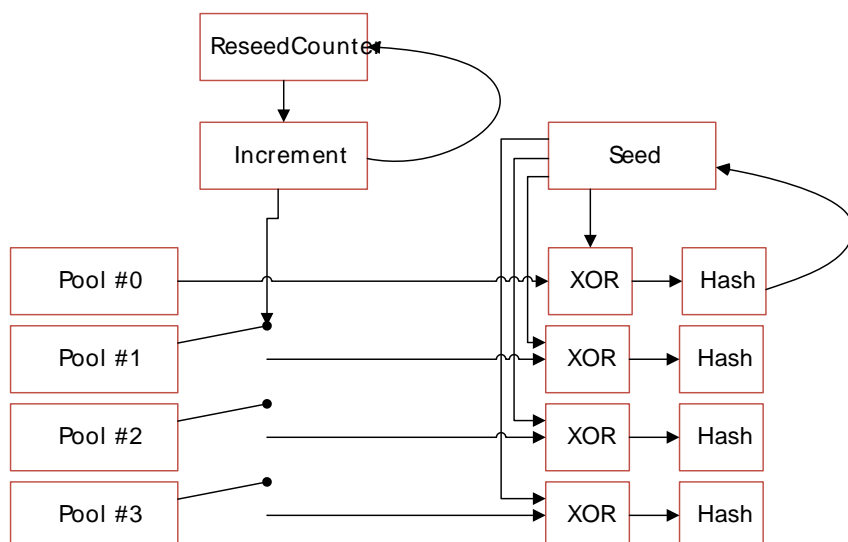 ReseedCounter
Increment
Seed
Pool #0
XOR
Hash
Pool #1
XOR
Hash
Pool #2
XOR
Hash
Pool #3
XOR
Hash